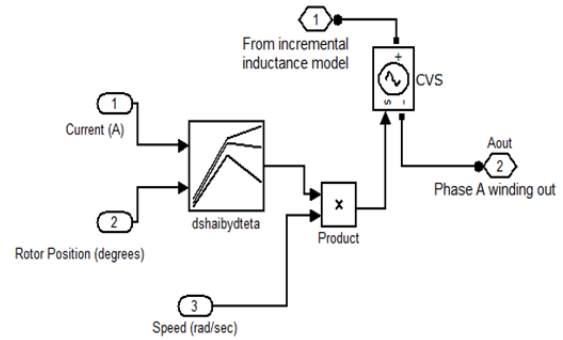 1
From incremental
inductance model
+
CVS
s
−
1
Current (A)
Aout
2
Phase A winding out
2
dshaibydteta
x
Product
Rotor Position (degrees)
3
Speed (rad/sec)